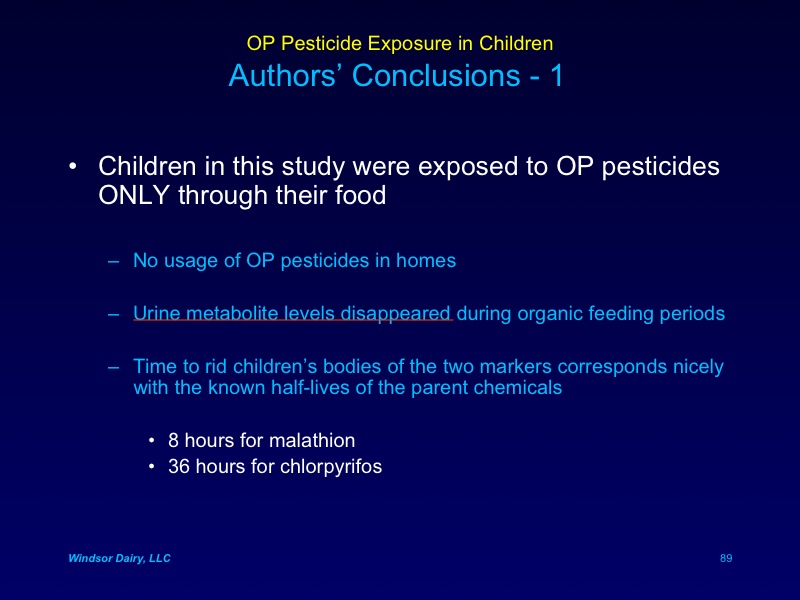 OP Pesticide Exposure in Children
Authors’ Conclusions - 1
• Children in this study were exposed to OP pesticides
ONLY through their food
– No usage of OP pesticides in homes
– Urine metabolite levels disappeared during organic feeding periods
– Time to rid children’s bodies of the two markers corresponds nicely
with the known half-lives of the parent chemicals
• 8 hours for malathion
• 36 hours for chlorpyrifos
Windsor Dairy, LLC
89